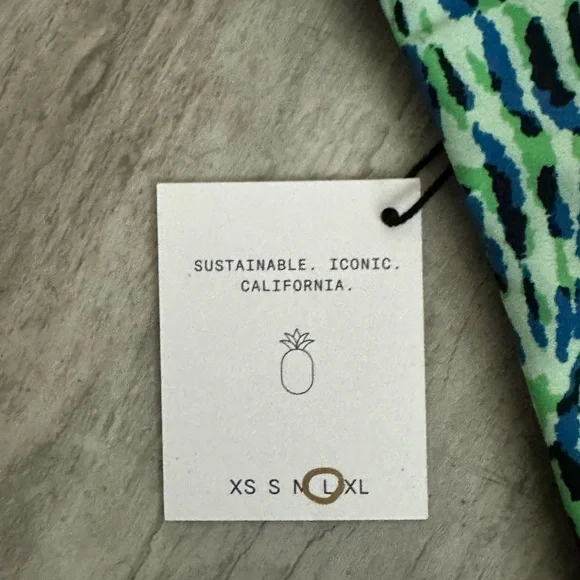 SUSTAINABLE. ICONIC.
CALIFORNIA.
XS S M L XL